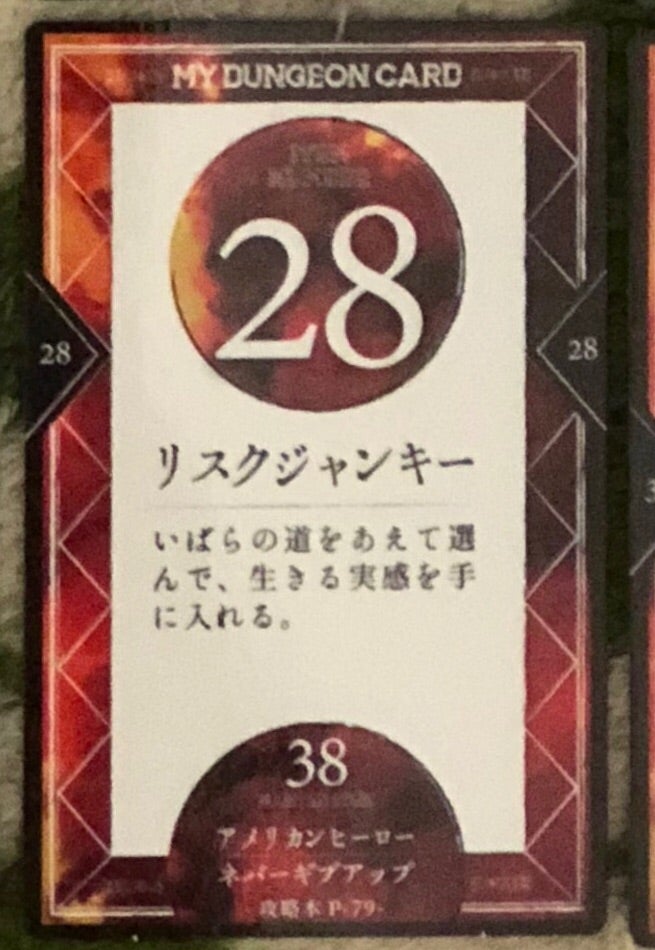 MY DUNGEON CARD
28
28
28
リスクジャンキー
いばらの道をあえて選
んで、生きる実感を手
に入れる。
38
アメリカンヒーロー
ネバーギブアップ
攻略本 P-79-
3